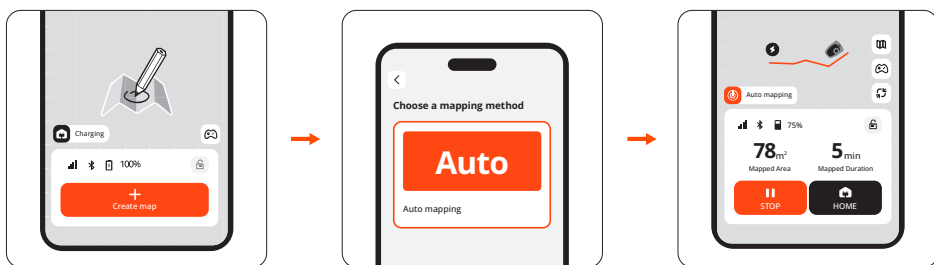 Charging
100%
Create map
Choose a mapping method
Auto
Auto mapping
Auto mapping
75%
78m² 5min
Mapped Area Mapped Duration
STOP HOME